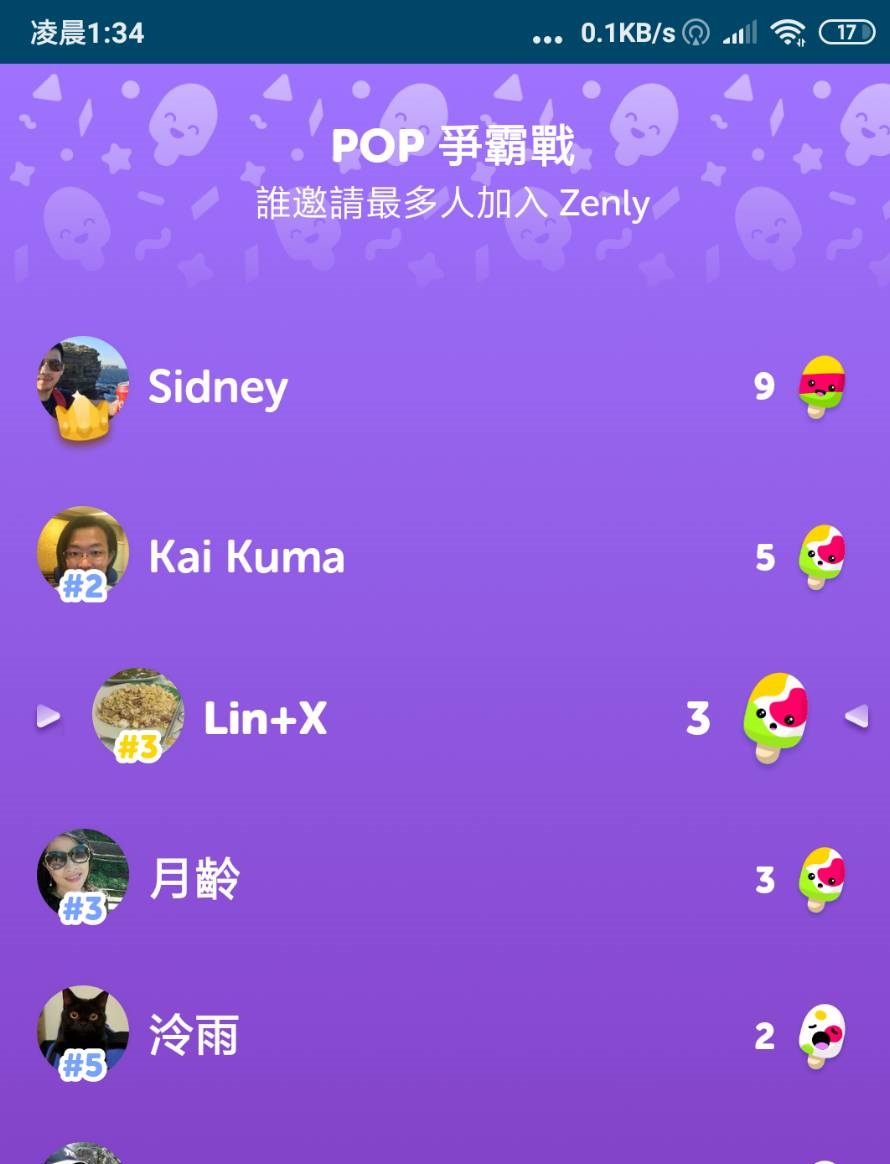 凌晨1:34
... 0.1KB/s 17
POP 爭霸戰
誰邀請最多人加入 Zenly
Sidney 9
#2 Kai Kuma 5
#3 Lin+X 3
#3 月齡 3
#5 泠雨 2